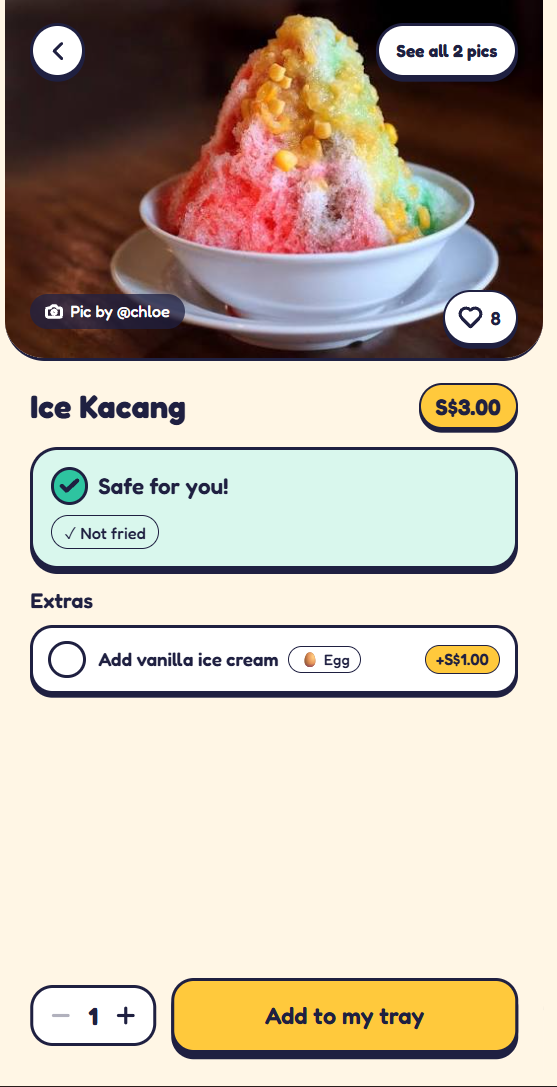 See all 2 pics
Pic by @chloe
8
Ice Kacang
S$3.00
Safe for you!
✓ Not fried
Extras
Add vanilla ice cream
Egg
+S$1.00
1
Add to my tray